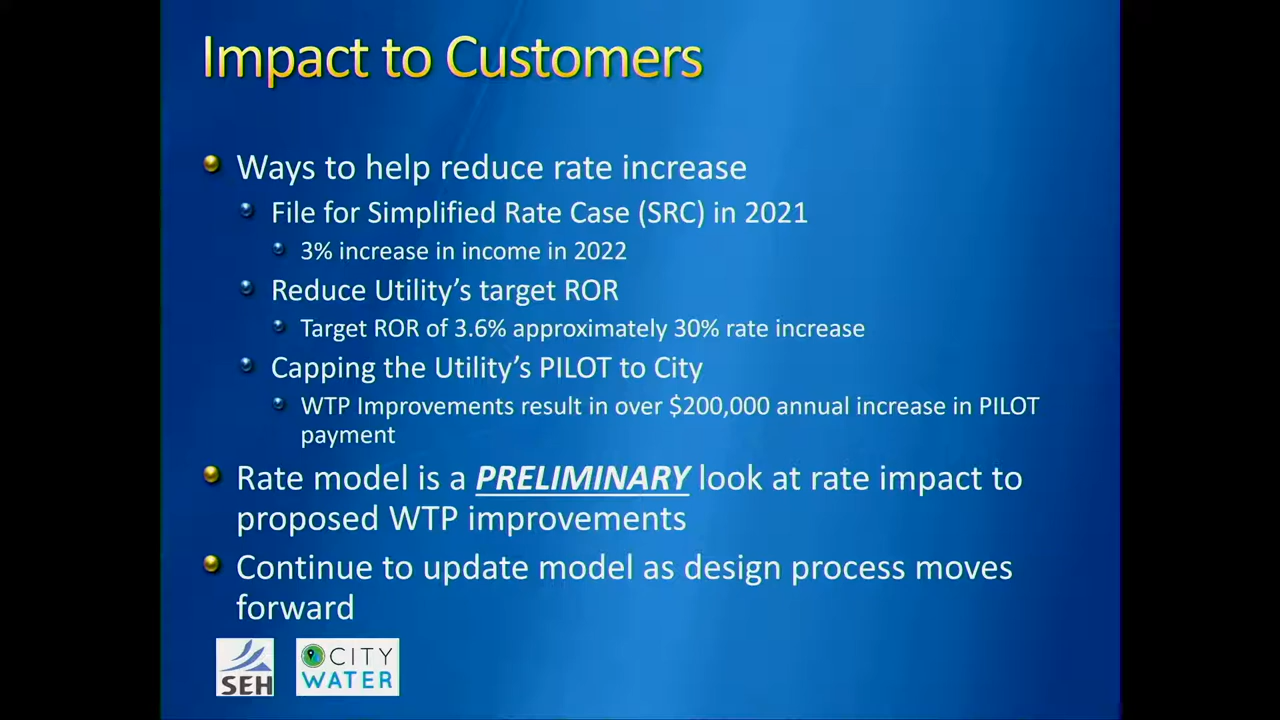 Impact to Customers
Ways to help reduce rate increase
File for Simplified Rate Case (SRC) in 2021
3% increase in income in 2022
Reduce Utility’s target ROR
Target ROR of 3.6% approximately 30% rate increase
Capping the Utility’s PILOT to City
WTP Improvements result in over $200,000 annual increase in PILOT
payment
Rate model is a PRELIMINARY look at rate impact to
proposed WTP improvements
Continue to update model as design process moves
forward
SEH
CITY
WATER